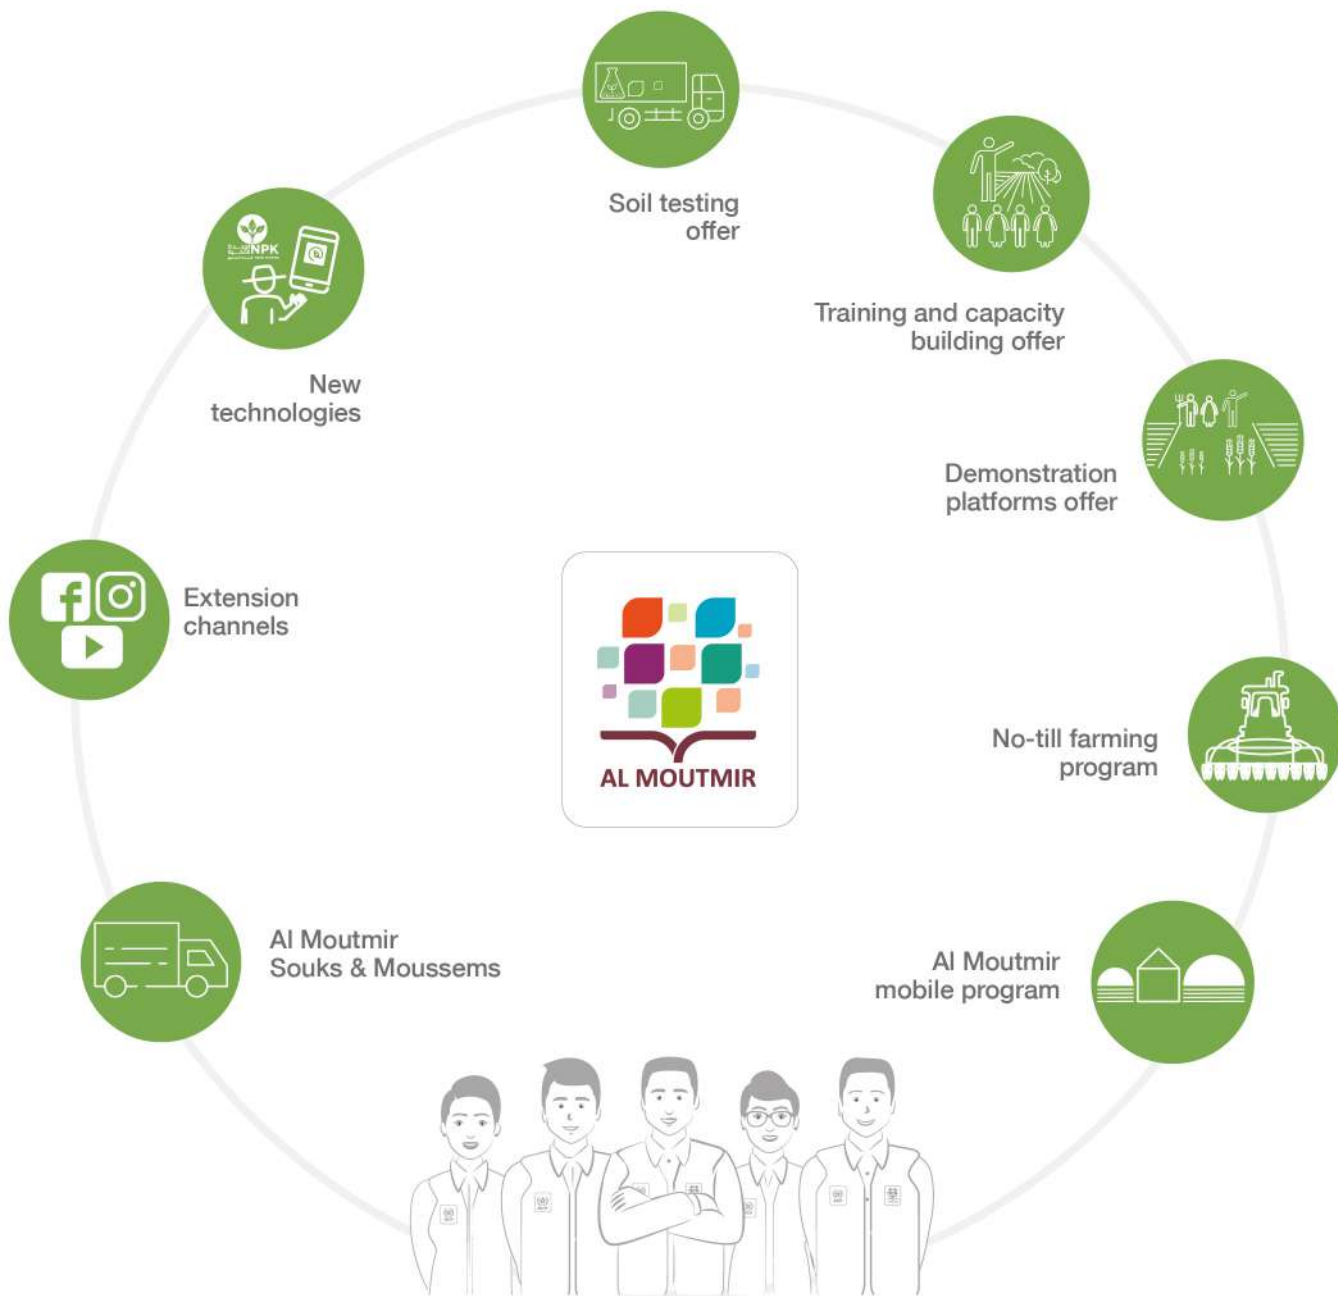 Soil testing
offer
Training and capacity
building offer
NPK
New
technologies
Demonstration
platforms offer
Extension
channels
No-till farming
program
AL MOUTMIR
Al Moutmir
Souks & Moussems
Al Moutmir
mobile program